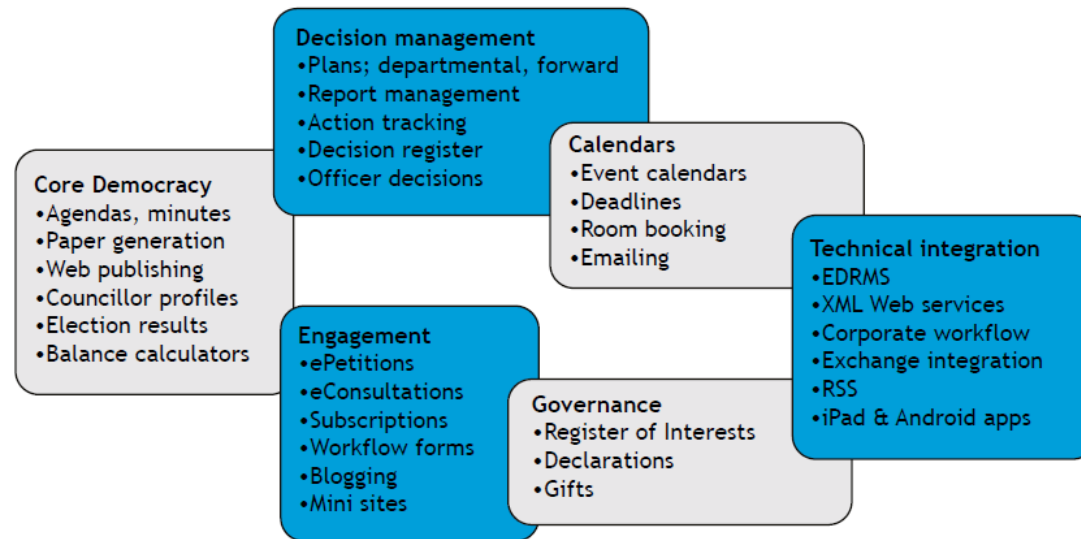 Decision management
•Plans; departmental, forward
•Report management
•Action tracking
•Decision register
•Officer decisions
Calendars
•Event calendars
•Deadlines
•Room booking
•Emailing
Core Democracy
•Agendas, minutes
•Paper generation
•Web publishing
•Councillor profiles
•Election results
•Balance calculators
Technical integration
•EDRMS
•XML Web services
•Corporate workflow
•Exchange integration
•RSS
•iPad & Android apps
Engagement
•ePetitions
•eConsultations
•Subscriptions
•Workflow forms
•Blogging
•Mini sites
Governance
•Register of Interests
•Declarations
•Gifts